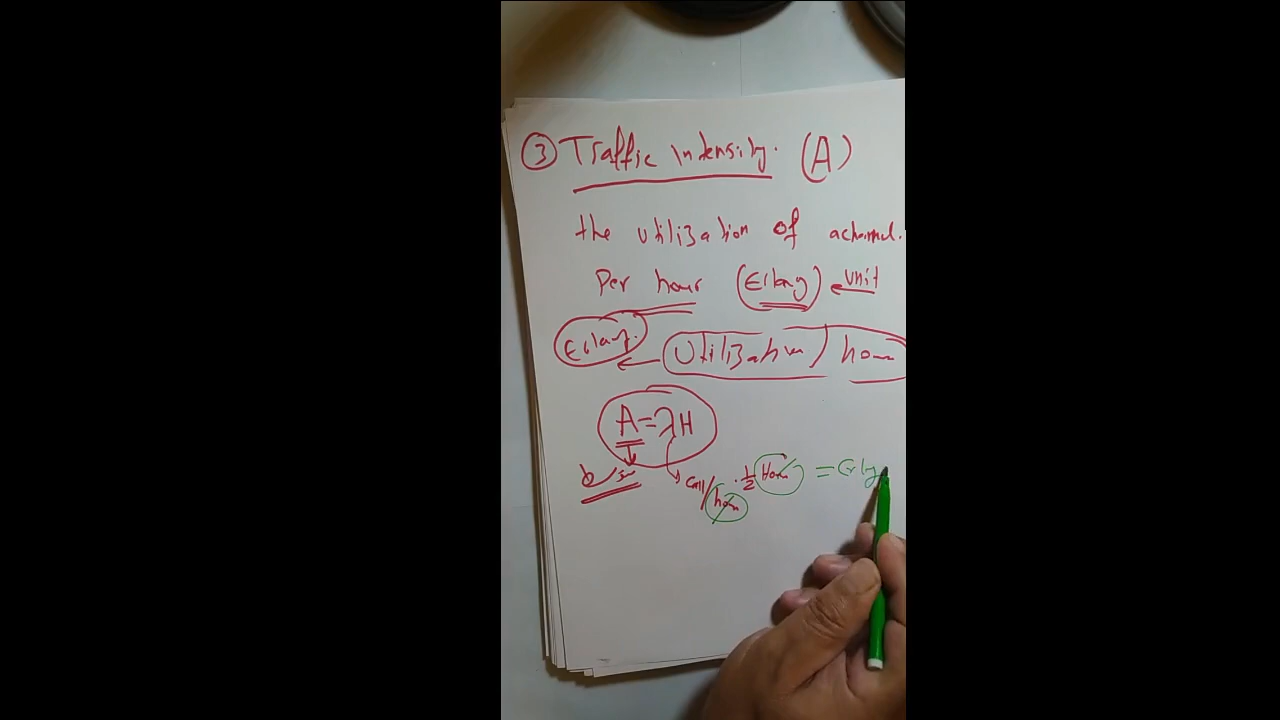 ③ Traffic Intensity. (A)
the utilization of a channel.
Per hour (Erlang) ← unit
Erlang. ← Utilization / hour
A = λH
Call/hour . 1/2 Hour = Erlang